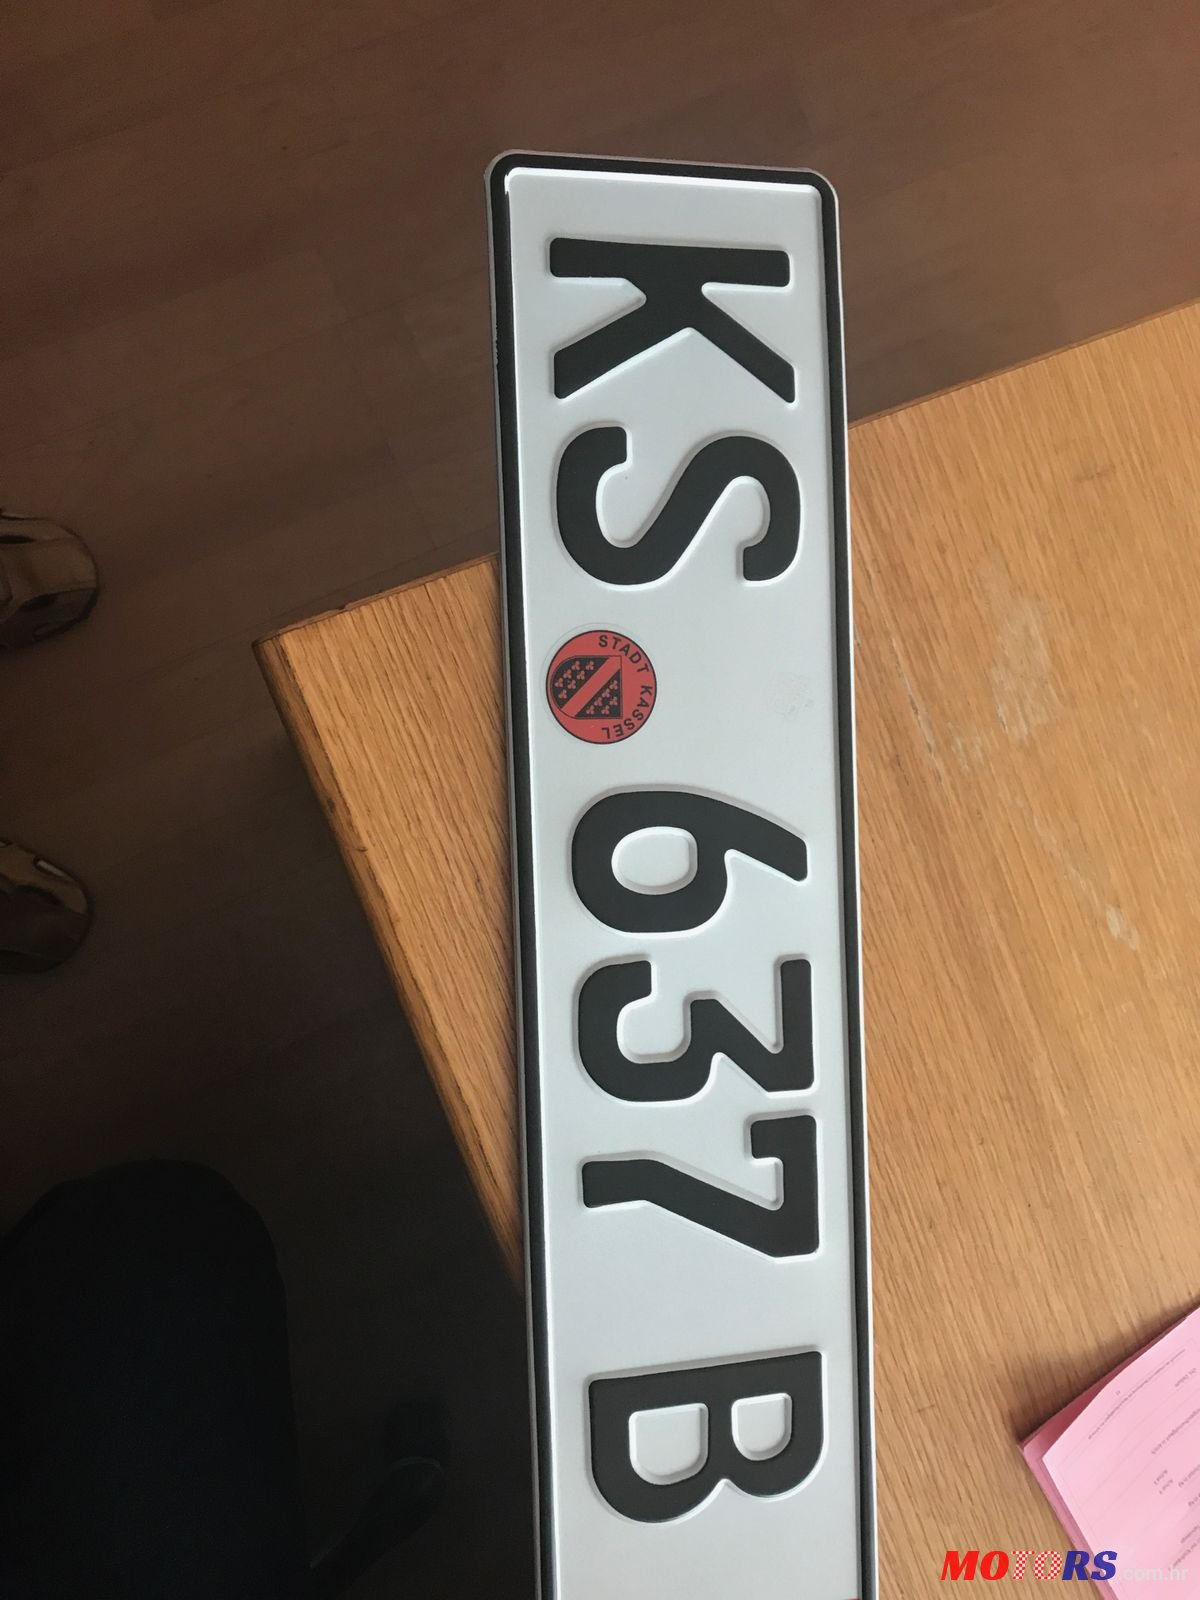 KS 637 B
STADT KASSEL
MOTORS.com.hr